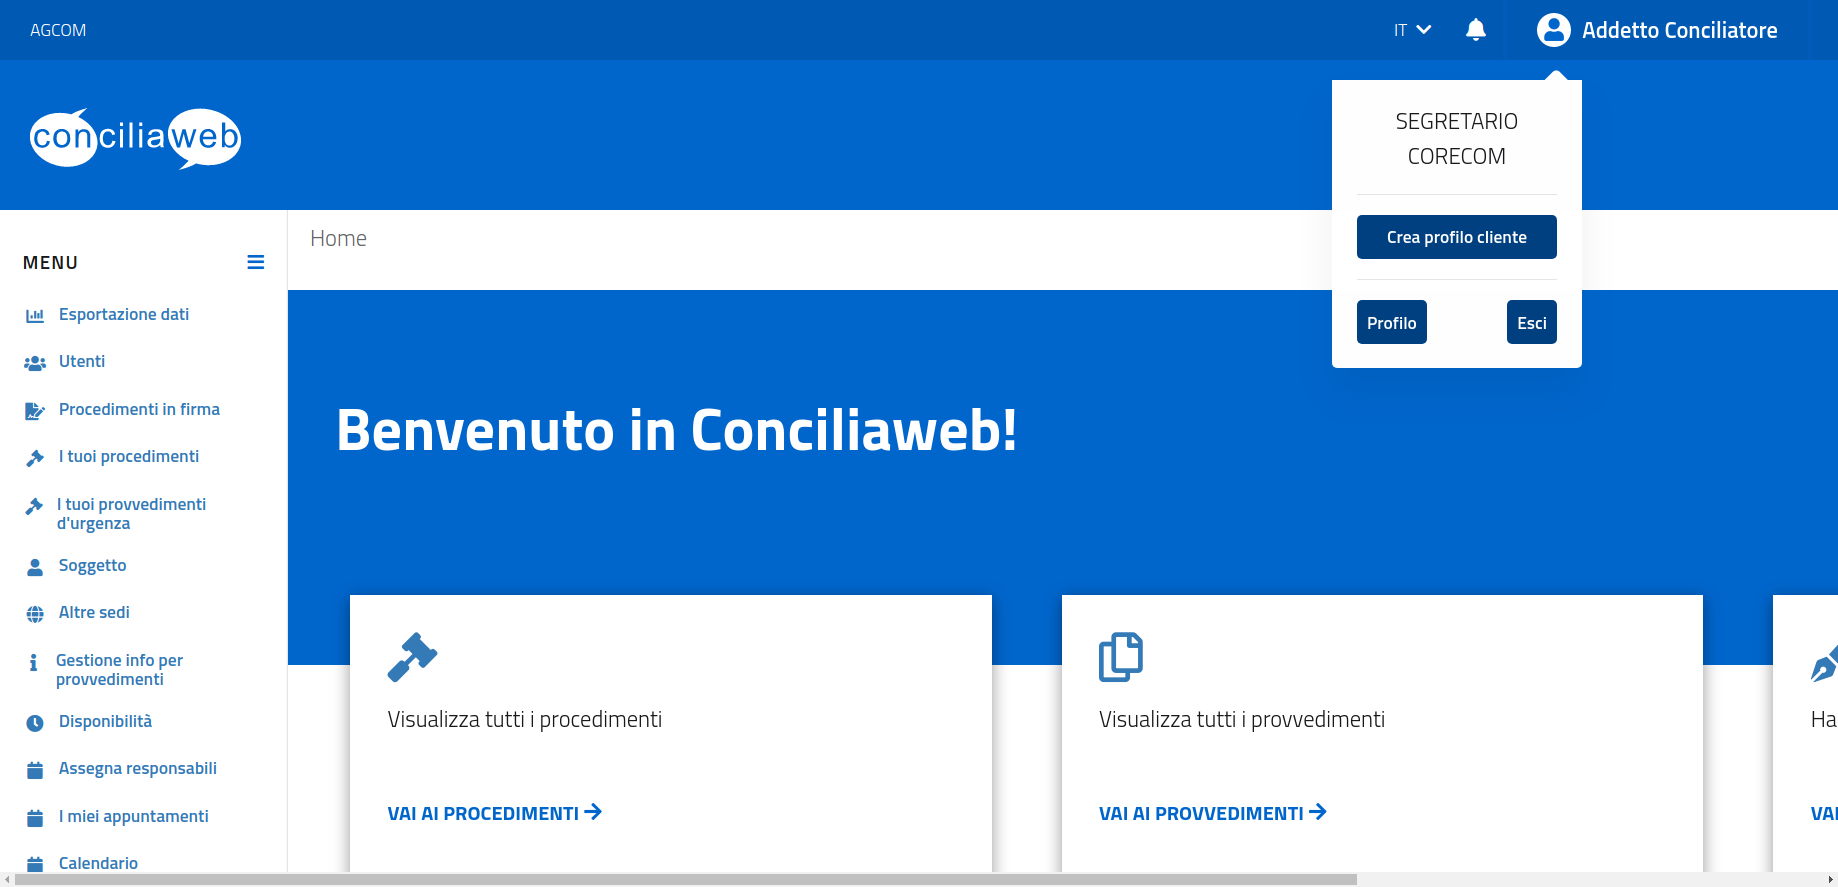 AGCOM
IT
Addetto Conciliatore
conciliaweb
SEGRETARIO
CORECOM
Crea profilo cliente
Profilo
Esci
MENU
Home
Esportazione dati
Utenti
Procedimenti in firma
I tuoi procedimenti
I tuoi provvedimenti
d'urgenza
Soggetto
Altre sedi
Gestione info per
provvedimenti
Disponibilità
Assegna responsabili
I miei appuntamenti
Calendario
Benvenuto in Conciliaweb!
Visualizza tutti i procedimenti
VAI AI PROCEDIMENTI
Visualizza tutti i provvedimenti
VAI AI PROVVEDIMENTI
Ha
VAI